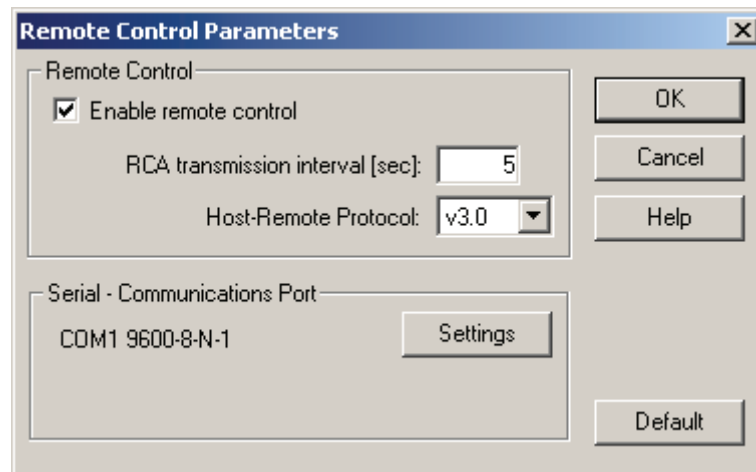 Remote Control Parameters
Remote Control
Enable remote control
RCA transmission interval [sec]: 5
Host-Remote Protocol: v3.0
OK
Cancel
Help
Serial - Communications Port
COM1 9600-8-N-1
Settings
Default